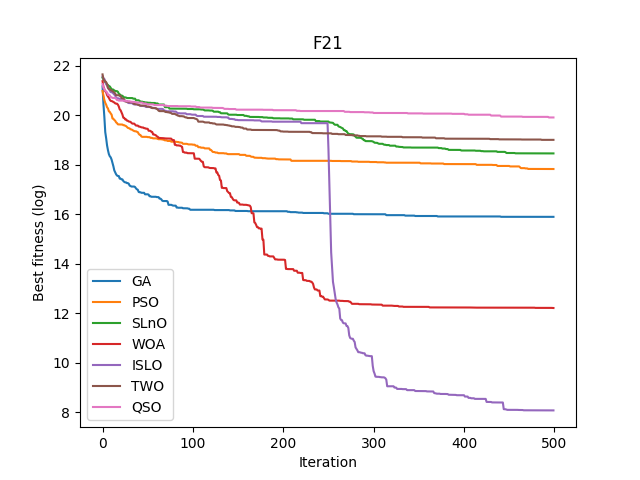 F21
Best fitness (log)
22
20
18
16
14
12
10
8
GA
PSO
SLnO
WOA
ISLO
TWO
QSO
0 100 200 300 400 500
Iteration